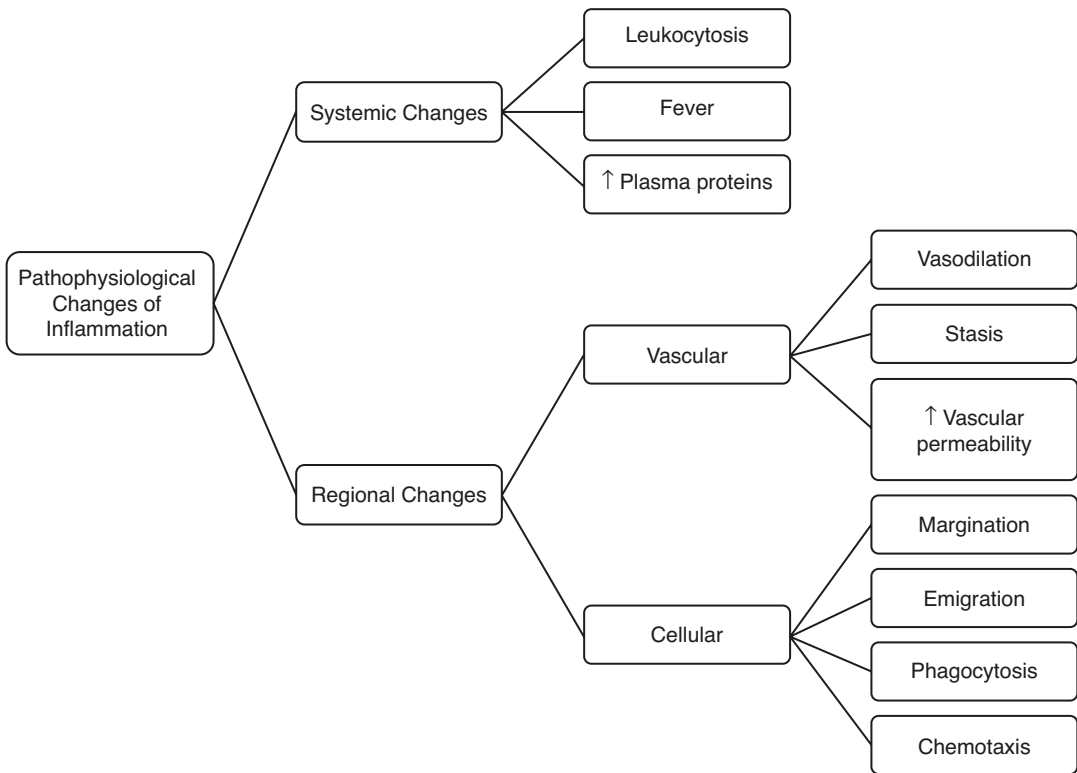 Leukocytosis
Systemic Changes
Fever
↑ Plasma proteins
Pathophysiological
Changes of
Inflammation
Vasodilation
Vascular
Stasis
↑ Vascular
permeability
Regional Changes
Margination
Emigration
Cellular
Phagocytosis
Chemotaxis